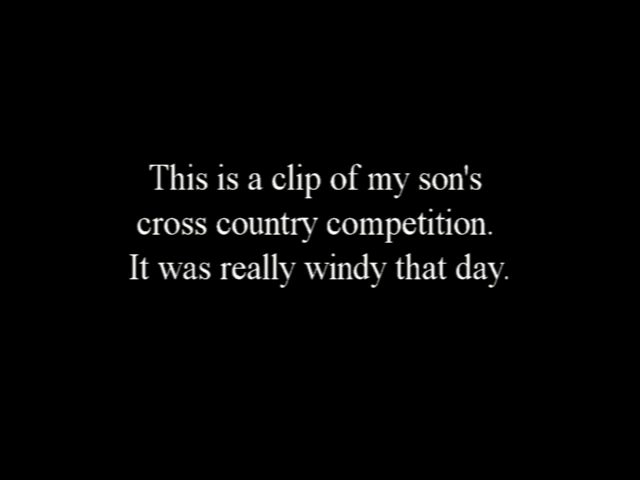 This is a clip of my son's
cross country competition.
It was really windy that day.